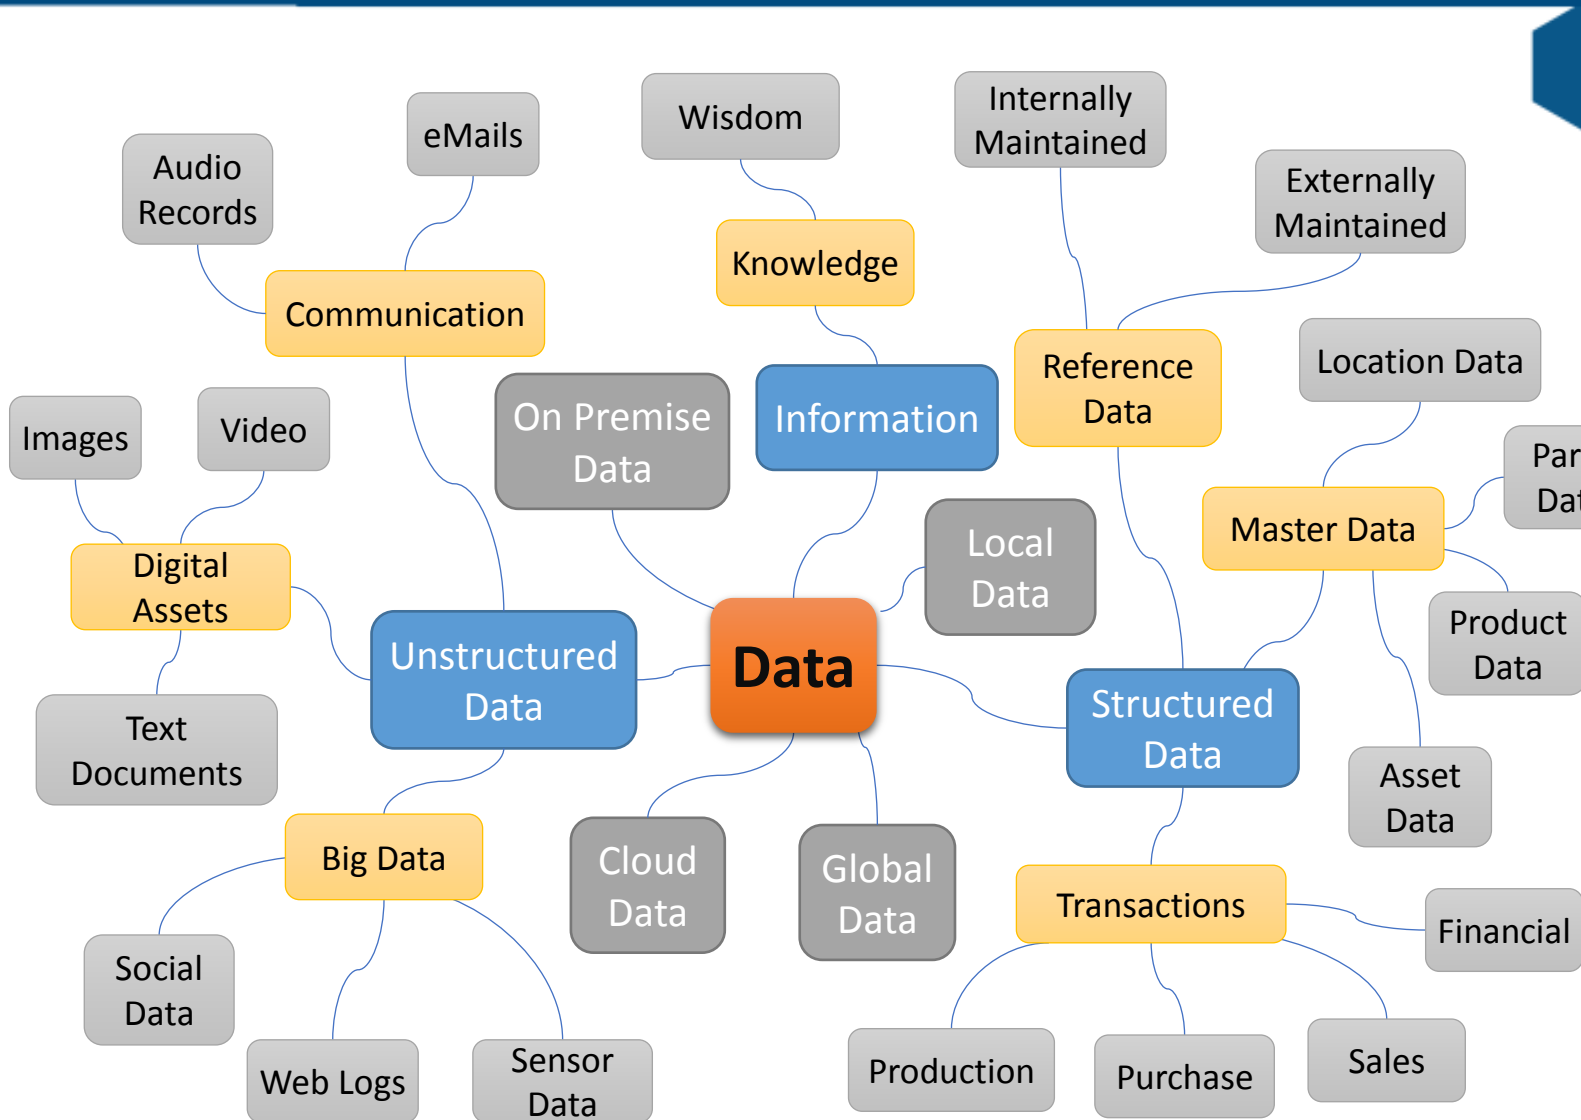 eMails
Wisdom
Internally
Maintained
Audio
Records
Externally
Maintained
Knowledge
Communication
Reference
Data
Location Data
Images
Video
On Premise
Data
Information
Master Data
Digital
Assets
Local
Data
Product
Data
Unstructured
Data
Data
Structured
Data
Text
Documents
Asset
Data
Big Data
Cloud
Data
Global
Data
Transactions
Financial
Social
Data
Web Logs
Sensor
Data
Production
Purchase
Sales